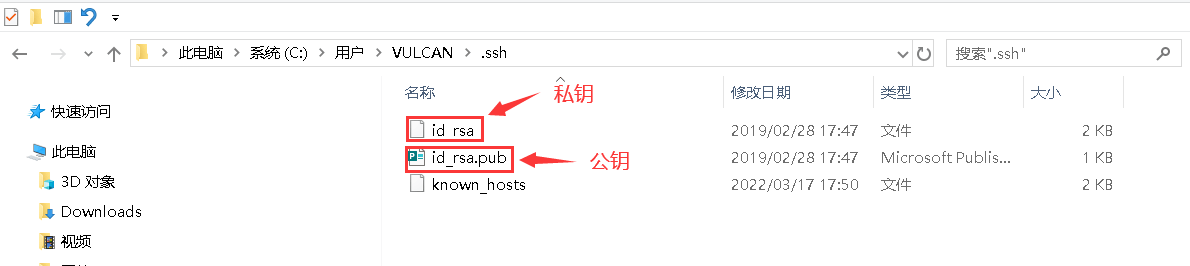 此电脑 > 系统 (C:) > 用户 > VULCAN > .ssh
搜索".ssh"
名称 修改日期 类型 大小
私钥
快速访问
id_rsa 2019/02/28 17:47 文件 2 KB
此电脑
id_rsa.pub 2019/02/28 17:47 Microsoft Publis... 1 KB
公钥
3D 对象
known_hosts 2022/03/17 17:50 文件 2 KB
Downloads
视频